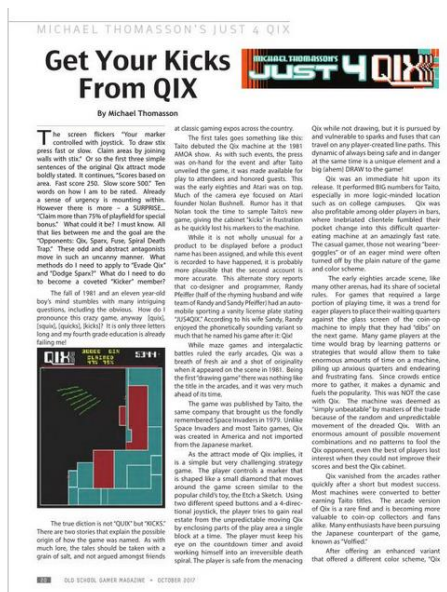 MICHAEL THOMASSON'S JUST 4 QIX
Get Your Kicks
From QIX
MICHAEL THOMASSON'S
JUST 4 QIX
By Michael Thomasson
The screen flickers "Your marker
controlled with joystick. To draw stix
press fast or slow. Claim areas by joining
walls with stix." Or so the first three simple
sentences of the original Qix attract mode
boldly stated. It continues, "Scores based on
area. Fast score 250. Slow score 500." Ten
words on how I am to be rated. Already
a sense of urgency is mounting within.
However there is more – a SURPRISE...
"Claim more than 75% of playfield for special
bonus." What could it be? I must know. All
that lies between me and the goal are the
"Opponents: Qix, Sparx, Fuse, Spiral Death
Trap." These odd and abstract antagonists
move in such an uncanny manner. What
methods do I need to apply to "Evade Qix"
and "Dodge Sparx?" What do I need to do
to become a coveted "Kicker" member?
The fall of 1981 and an eleven year-old
boy's mind stumbles with many intriguing
questions, including the obvious. How do I
pronounce this crazy game, anyway [quix],
[squix], [quicks], [kicks]? It is only three letters
long and my fourth grade education is already
failing me!
QIX
The true diction is not "QUIX" but "KICKS."
There are two stories that explain the possible
origin of how the game was named. As with
much lore, the tales should be taken with a
grain of salt, and not argued amongst friends
at classic gaming expos across the country.
The first tales goes something like this:
Taito debuted the Qix machine at the 1981
AMOA show. As with such events, the press
was on-hand for the event and after Taito
unveiled the game, it was made available for
play to attendees and honored guests. This
was the early eighties and Atari was on top.
Much of the camera eye focused on Atari
founder Nolan Bushnell. Rumor has it that
Nolan took the time to sample Taito's new
game, giving the cabinet "kicks" in frustration
as he quickly lost his markers to the machine.
While it is not wholly unusual for a
product to be displayed before a product
name has been assigned, and while this event
is recorded to have happened, it is probably
more plausible that the second account is
more accurate. This alternate story reports
that co-designer and programmer, Randy
Pfeiffer (half of the rhyming husband and wife
team of Randy and Sandy Pfeiffer) had an auto-
mobile sporting a vanity license plate stating
"JUS4QIX." According to his wife Sandy, Randy
enjoyed the phonetically sounding variation so
much that he named his game after it: Qix!
While maze games and intergalactic
battles ruled the early arcades, Qix was a
breath of fresh air and a shot of originality
when it appeared on the scene in 1981. Being
the first "drawing game" there was nothing like
the title in the arcades, and it was very much
ahead of its time.
The game was published by Taito, the
same company that brought us the fondly
remembered Space Invaders in 1979. Unlike
Space Invaders and most Taito games, Qix
was created in America and not imported
from the Japanese market.
As the attract mode of Qix implies, it
is a simple but very challenging strategy
game. The player controls a marker that
is shaped like a small diamond that moves
around the game screen similar to the
popular child's toy, the Etch a Sketch. Using
two different speed buttons and a 4-direc-
tional joystick, the player tries to gain real
estate from the unpredictable moving Qix
by enclosing parts of the play area a single
block at a time. The player must keep his
eye on the countdown timer and avoid
working himself into an irreversible death
spiral. The player is safe from the menacing
Qix while not drawing, but it is pursued by
and vulnerable to sparks and fuses that can
travel on any player-created line paths. This
dynamic of always being safe and in danger
at the same time is a unique element and a
big (ahem) DRAW to the game!
Qix was an immediate hit upon its
release. It performed BIG numbers for Taito,
especially in more logic-minded location
such as on college campuses. Qix was
also profitable among older players in bars,
where inebriated clientele fumbled their
pocket change into this difficult quarter-
eating machine at an amazingly fast rate.
The casual gamer, those not wearing "beer-
goggles" or of an eager mind were often
turned off by the plain nature of the game
and color scheme.
The early eighties arcade scene, like
many other arenas, had its share of societal
rules. For games that required a large
portion of playing time, it was a trend for
eager players to place their waiting quarters
against the glass screen of the coin-op
machine to imply that they had "dibs" on
the next game. Many game players at the
time would brag by learning patterns or
strategies that would allow them to take
enormous amounts of time on a machine,
piling up anxious quarters and endearing
and frustrating fans. Since crowds entice
more to gather, it makes a dynamic and
fuels the popularity. This was NOT the case
with Qix. The machine was deemed as
"simply unbeatable" by masters of the trade
because of the random and unpredictable
movement of the dreaded Qix. With an
enormous amount of possible movement
combinations and no patterns to fool the
Qix opponent, even the best of players lost
interest when they could not improve their
scores and best the Qix cabinet.
Qix vanished from the arcades rather
quickly after a short but modest success.
Most machines were converted to better
earning Taito titles. The arcade version
of Qix is a rare find and is becoming more
valuable to coin-op collectors and fans
alike. Many enthusiasts have been pursuing
the Japanese counterpart of the game,
known as "Volfied."
After offering an enhanced variant
that offered a different color scheme, "Qix
OLD SCHOOL GAMER MAGAZINE • OCTOBER 2017